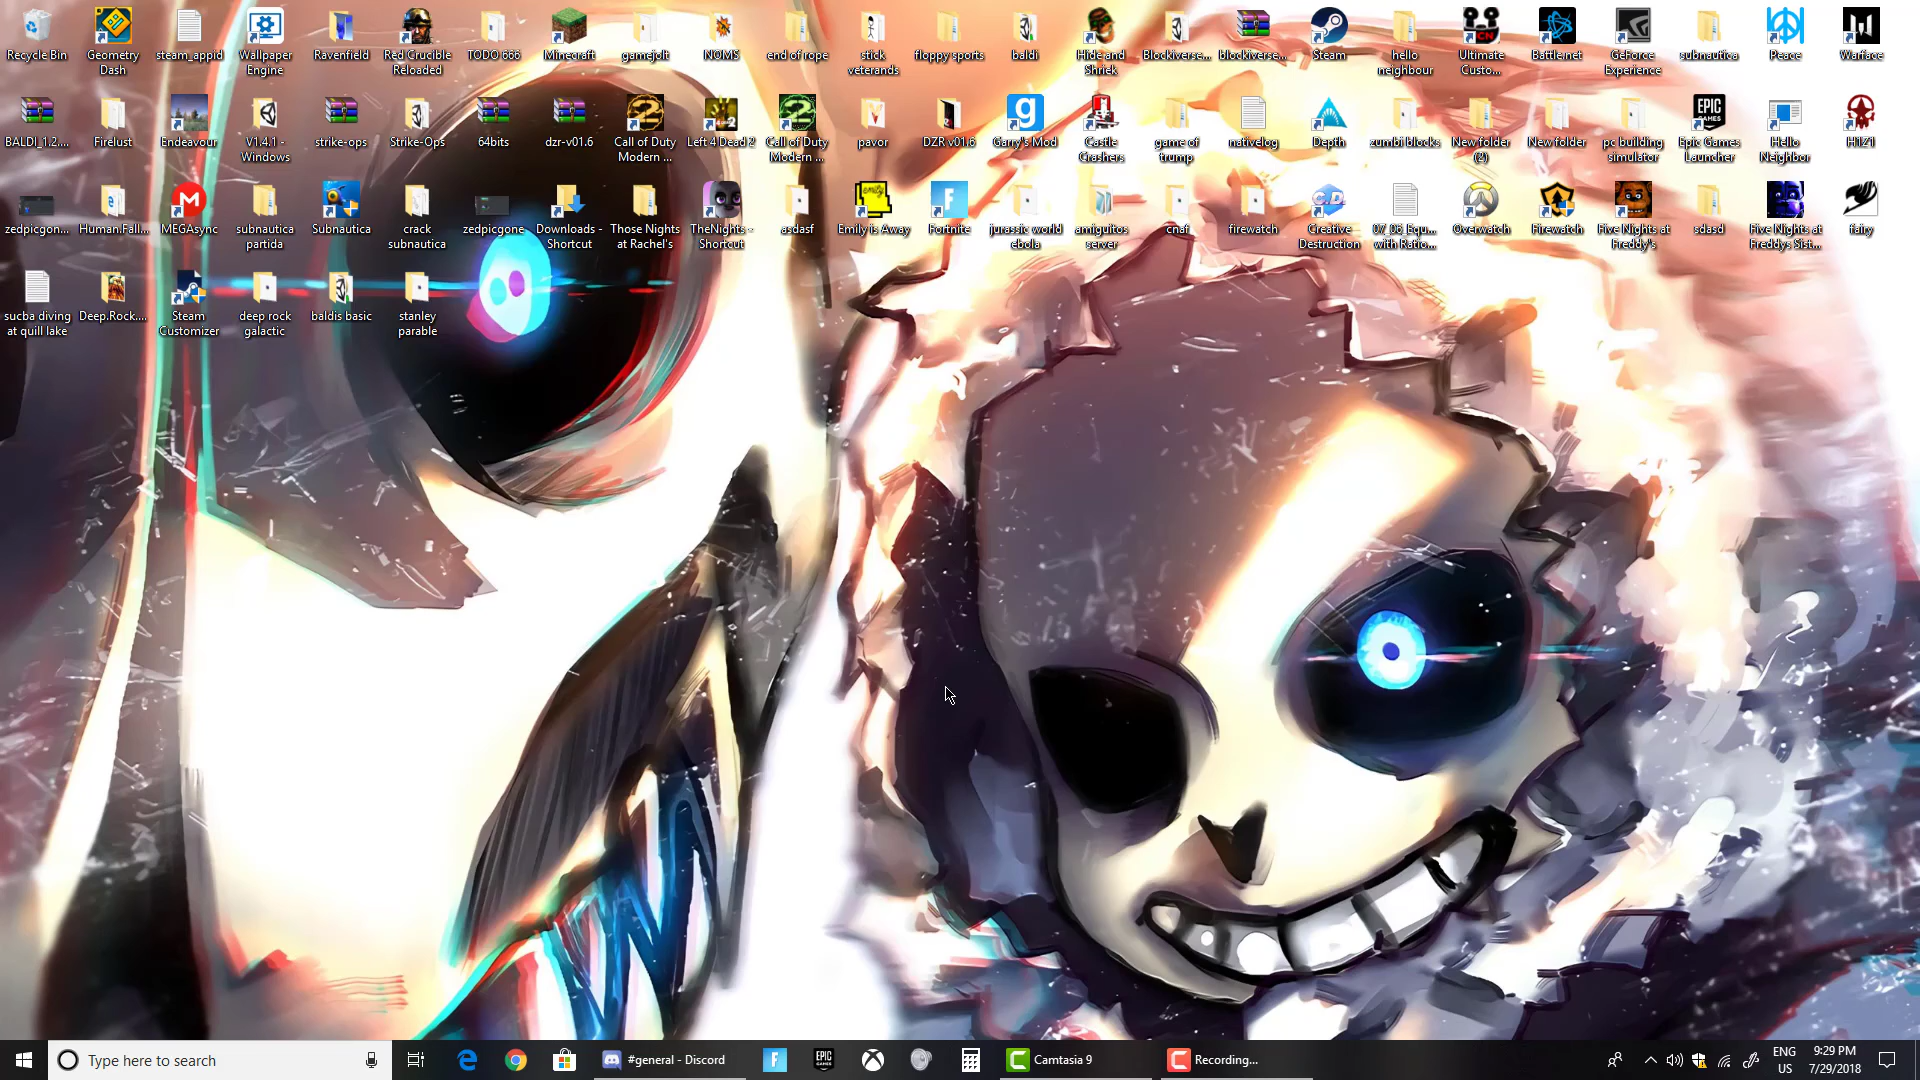 Recycle Bin
Geometry
Dash
steam_appid
Wallpaper
Engine
Ravenfield
Red Crucible
Reloaded
TODO 666
Minecraft
gamejolt
NOMS
end of rope
stick
veterands
floppy sports
baldi
Hide and
Shriek
Blockiverse...
blockiverse...
Steam
hello
neighbour
Ultimate
Custo...
Battle.net
GeForce
Experience
subnautica
Peace
Warface
BALDI_1.2....
Firelust
Endeavour
V1.4.1 -
Windows
strike-ops
Strike-Ops
64bits
dzr-v01.6
Call of Duty
Modern ...
Left 4 Dead 2
Call of Duty
Modern ...
pavor
DZR v01.6
Garry's Mod
Castle
Crashers
game of
trump
nativelog
Depth
zumbi blocks
New folder
(2)
New folder
pc building
simulator
Epic Games
Launcher
Hello
Neighbor
H1Z1
zedpicgon...
Human.Fall...
MEGAsync
subnautica
partida
Subnautica
crack
subnautica
zedpicgone
Downloads -
Shortcut
Those Nights
at Rachel's
TheNights -
Shortcut
asdasf
Emily is Away
Fortnite
jurassic world
ebola
amiguitos
server
cnaf
firewatch
Creative
Destruction
07_06 Equ...
with Ratio...
Overwatch
Firewatch
Five Nights at
Freddy's
sdasd
Five Nights at
Freddys Sist...
fairy
sucba diving
at quill lake
Deep.Rock....
Steam
Customizer
deep rock
galactic
baldis basic
stanley
parable
Type here to search
#general - Discord
EPIC
GAMES
Camtasia 9
Recording...
ENG
US
9:29 PM
7/29/2018